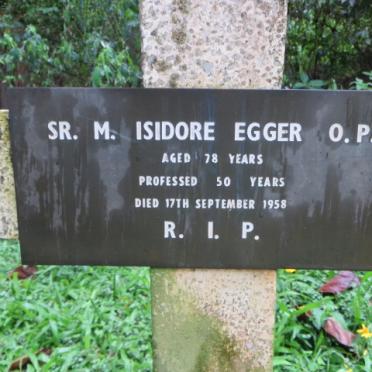 SR. M. ISIDORE EGGER O.P.
AGED 78 YEARS
PROFESSED 50 YEARS
DIED 17TH SEPTEMBER 1958
R. I. P.